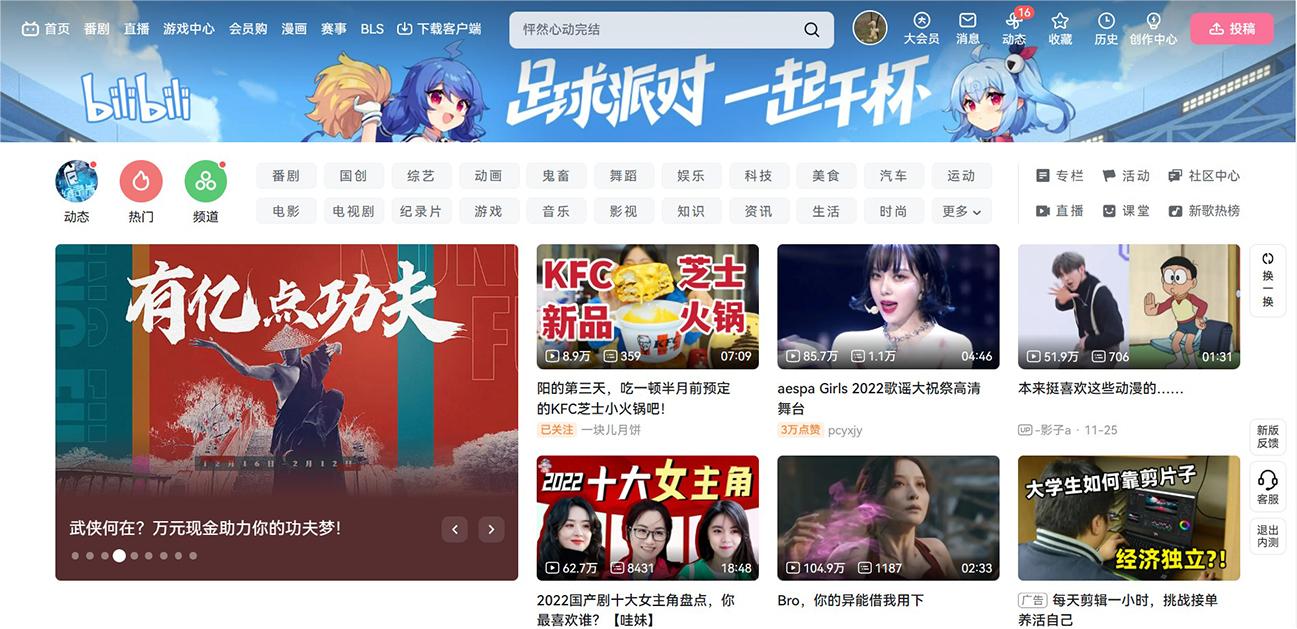 首页 番剧 直播 游戏中心 会员购 漫画 赛事 BLS 下载客户端
怦然心动完结
大会员 消息 16 动态 收藏 历史 创作中心 投稿
bilibili
足球派对 一起干杯
动态 热门 频道
番剧 国创 综艺 动画 鬼畜 舞蹈 娱乐 科技 美食 汽车 运动
电影 电视剧 纪录片 游戏 音乐 影视 知识 资讯 生活 时尚 更多
专栏 活动 社区中心
直播 课堂 新歌热榜
有亿点功夫
12月16日-2月12日
武侠何在？万元现金助力你的功夫梦！
KFC 芝士
新品 火锅
KFC
8.9万 359 07:09
阳的第三天，吃一顿半月前预定
的KFC芝士小火锅吧！
已关注 一块儿月饼
85.7万 1.1万 04:46
aespa Girls 2022歌谣大祝祭高清
舞台
3万点赞 pcyxjy
51.9万 706 01:31
本来挺喜欢这些动漫的……
UP -影子a · 11-25
换一换
2022十大女主角
62.7万 8431 18:48
2022国产剧十大女主角盘点，你
最喜欢谁？【哇妹】
104.9万 1187 02:33
Bro，你的异能借我用下
大学生如何靠剪片子
经济独立?!
广告 每天剪辑一小时，挑战接单
养活自己
新版
反馈
客服
退出
内测